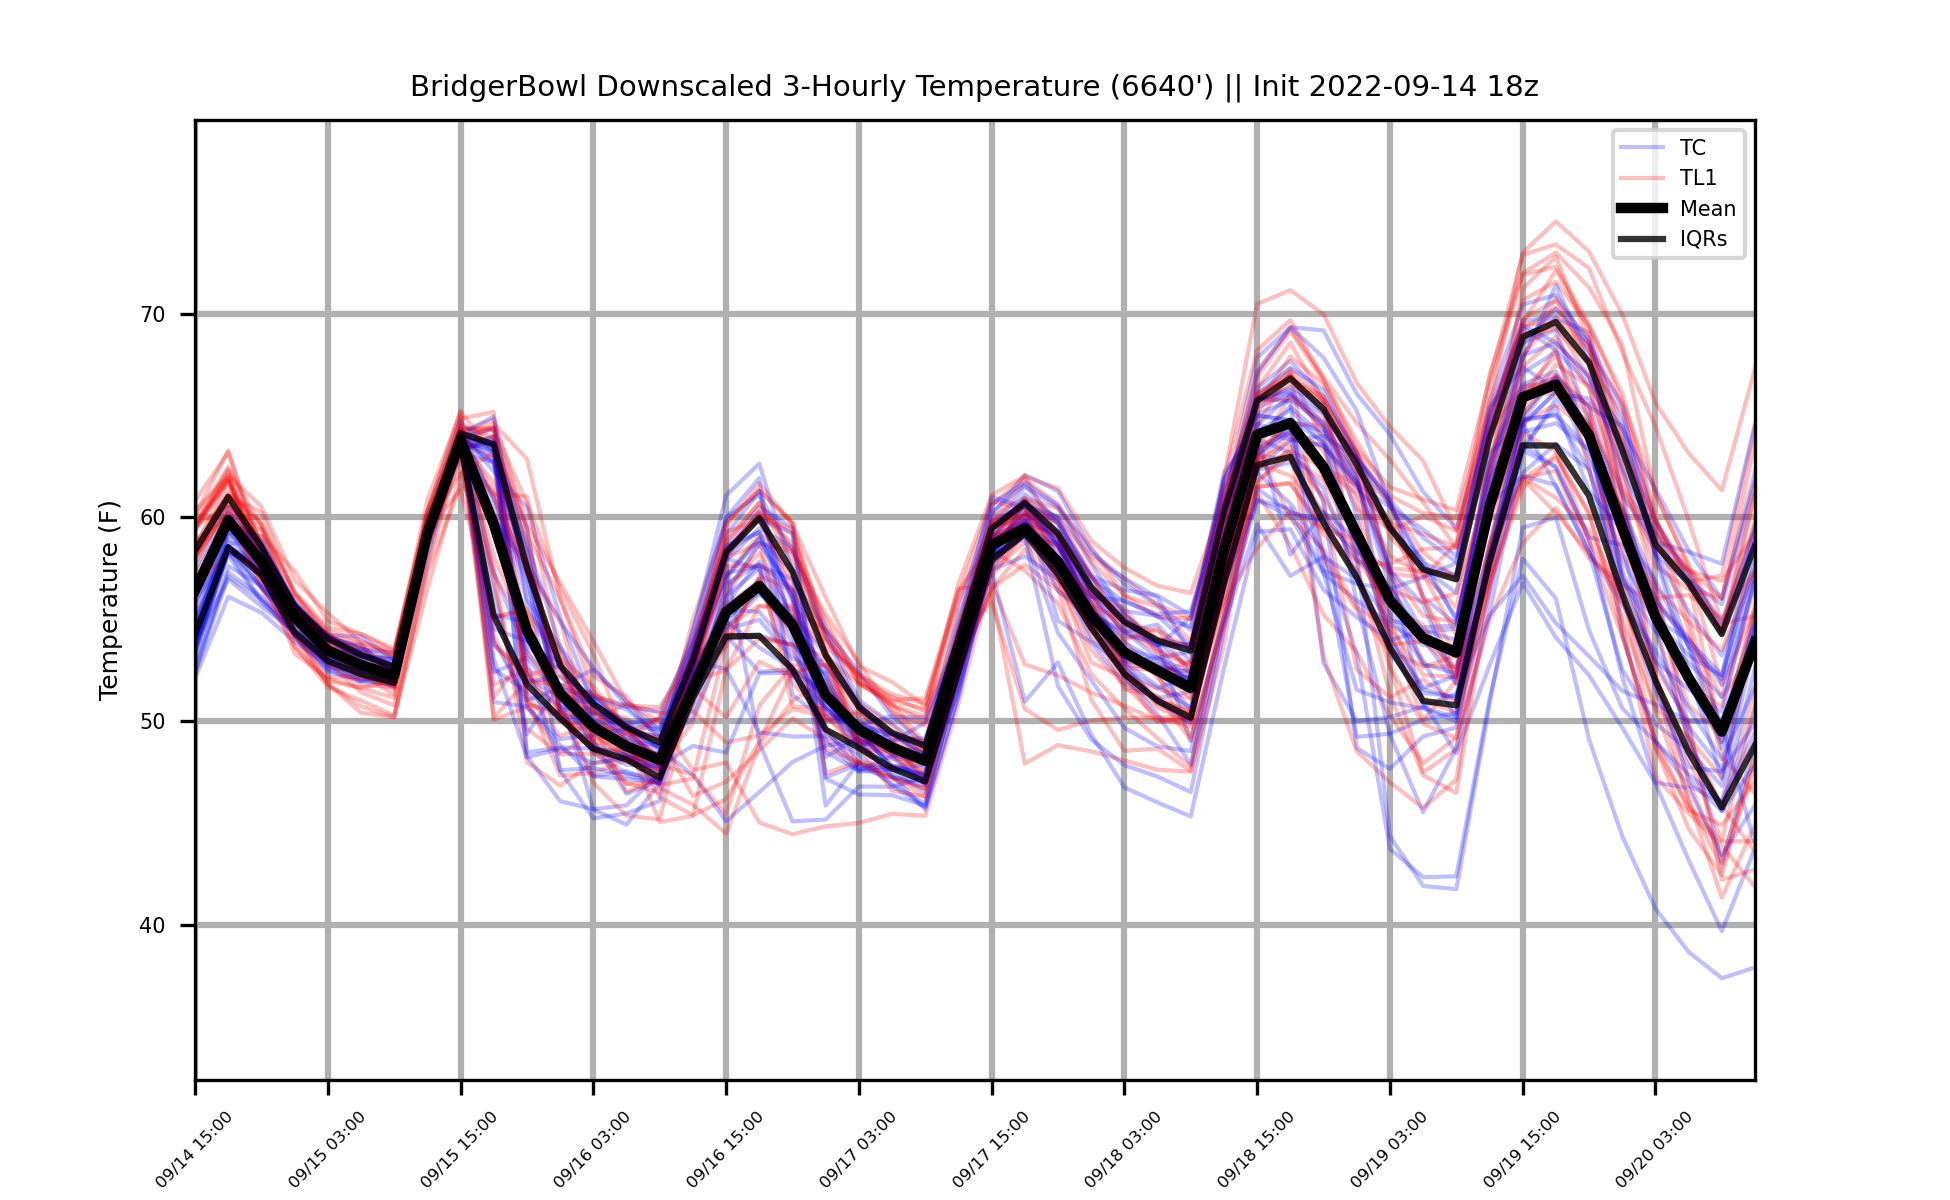 BridgerBowl Downscaled 3-Hourly Temperature (6640') || Init 2022-09-14 18z
TC
TL1
Mean
IQRs
Temperature (F)
70
60
50
40
09/14 15:00
09/15 03:00
09/15 15:00
09/16 03:00
09/16 15:00
09/17 03:00
09/17 15:00
09/18 03:00
09/18 15:00
09/19 03:00
09/19 15:00
09/20 03:00